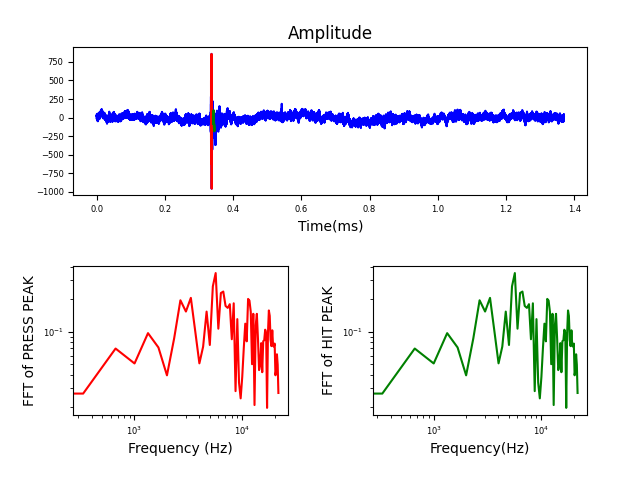 Amplitude
750
500
250
0
−250
−500
−750
−1000
0.0 0.2 0.4 0.6 0.8 1.0 1.2 1.4
Time(ms)
FFT of PRESS PEAK
10⁻¹
10³ 10⁴
Frequency (Hz)
FFT of HIT PEAK
10⁻¹
10³ 10⁴
Frequency(Hz)